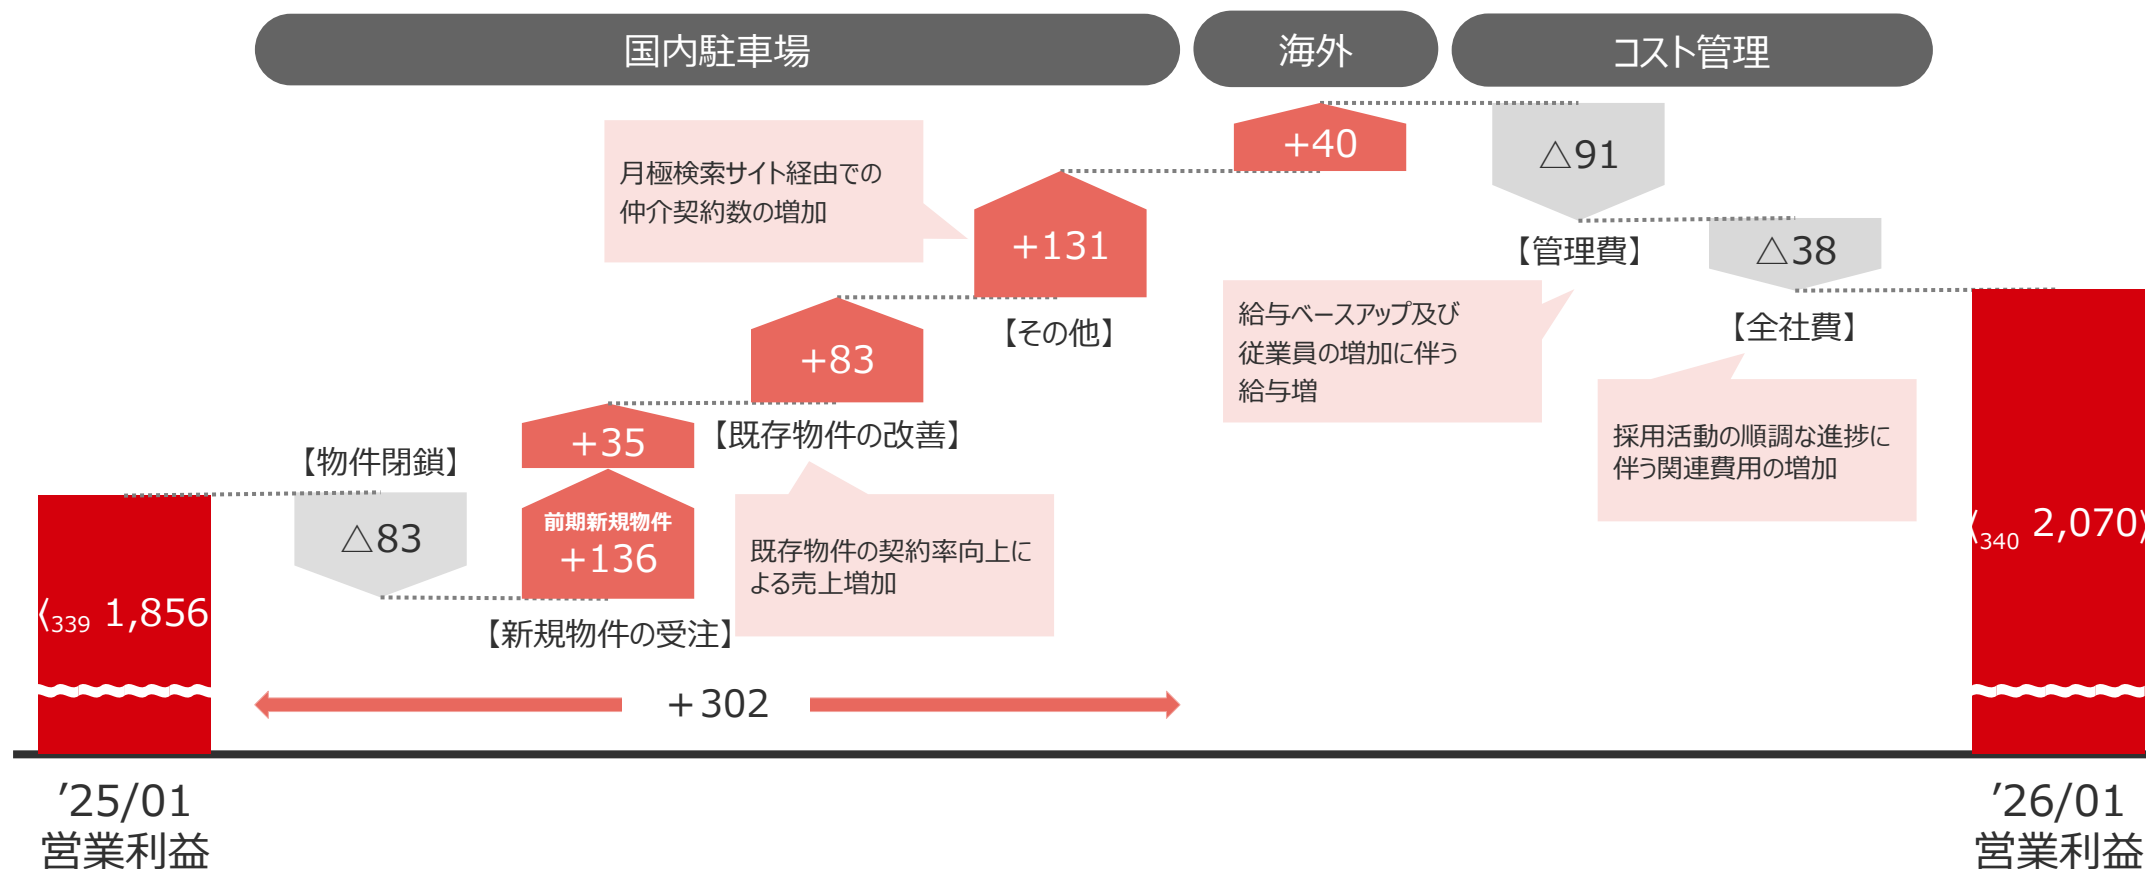 国内駐車場
海外
コスト管理
月極検索サイト経由での
仲介契約数の増加
+40
△91
+131
【管理費】
△38
【その他】
給与ベースアップ及び
従業員の増加に伴う
給与増
【全社費】
+83
+35
【既存物件の改善】
採用活動の順調な進捗に
伴う関連費用の増加
【物件閉鎖】
△83
前期新規物件
+136
既存物件の契約率向上に
よる売上増加
【新規物件の受注】
⟨339 1,856
⟨340 2,070⟩
+302
'25/01
営業利益
'26/01
営業利益